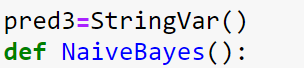 pred3=StringVar()
def NaiveBayes():